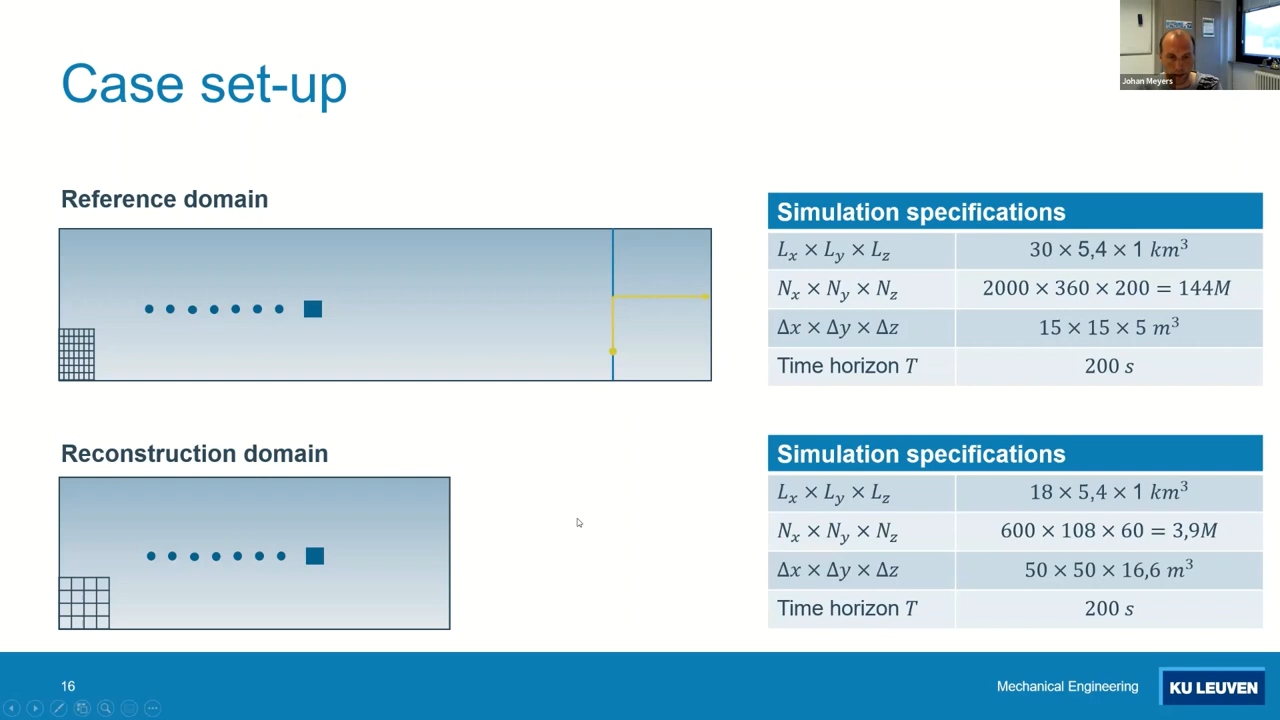 Case set-up
Johan Meyers
Reference domain
Simulation specifications
L_x × L_y × L_z 30 × 5,4 × 1 km³
N_x × N_y × N_z 2000 × 360 × 200 = 144M
Δx × Δy × Δz 15 × 15 × 5 m³
Time horizon T 200 s
Reconstruction domain
Simulation specifications
L_x × L_y × L_z 18 × 5,4 × 1 km³
N_x × N_y × N_z 600 × 108 × 60 = 3,9M
Δx × Δy × Δz 50 × 50 × 16,6 m³
Time horizon T 200 s
16
Mechanical Engineering
KU LEUVEN